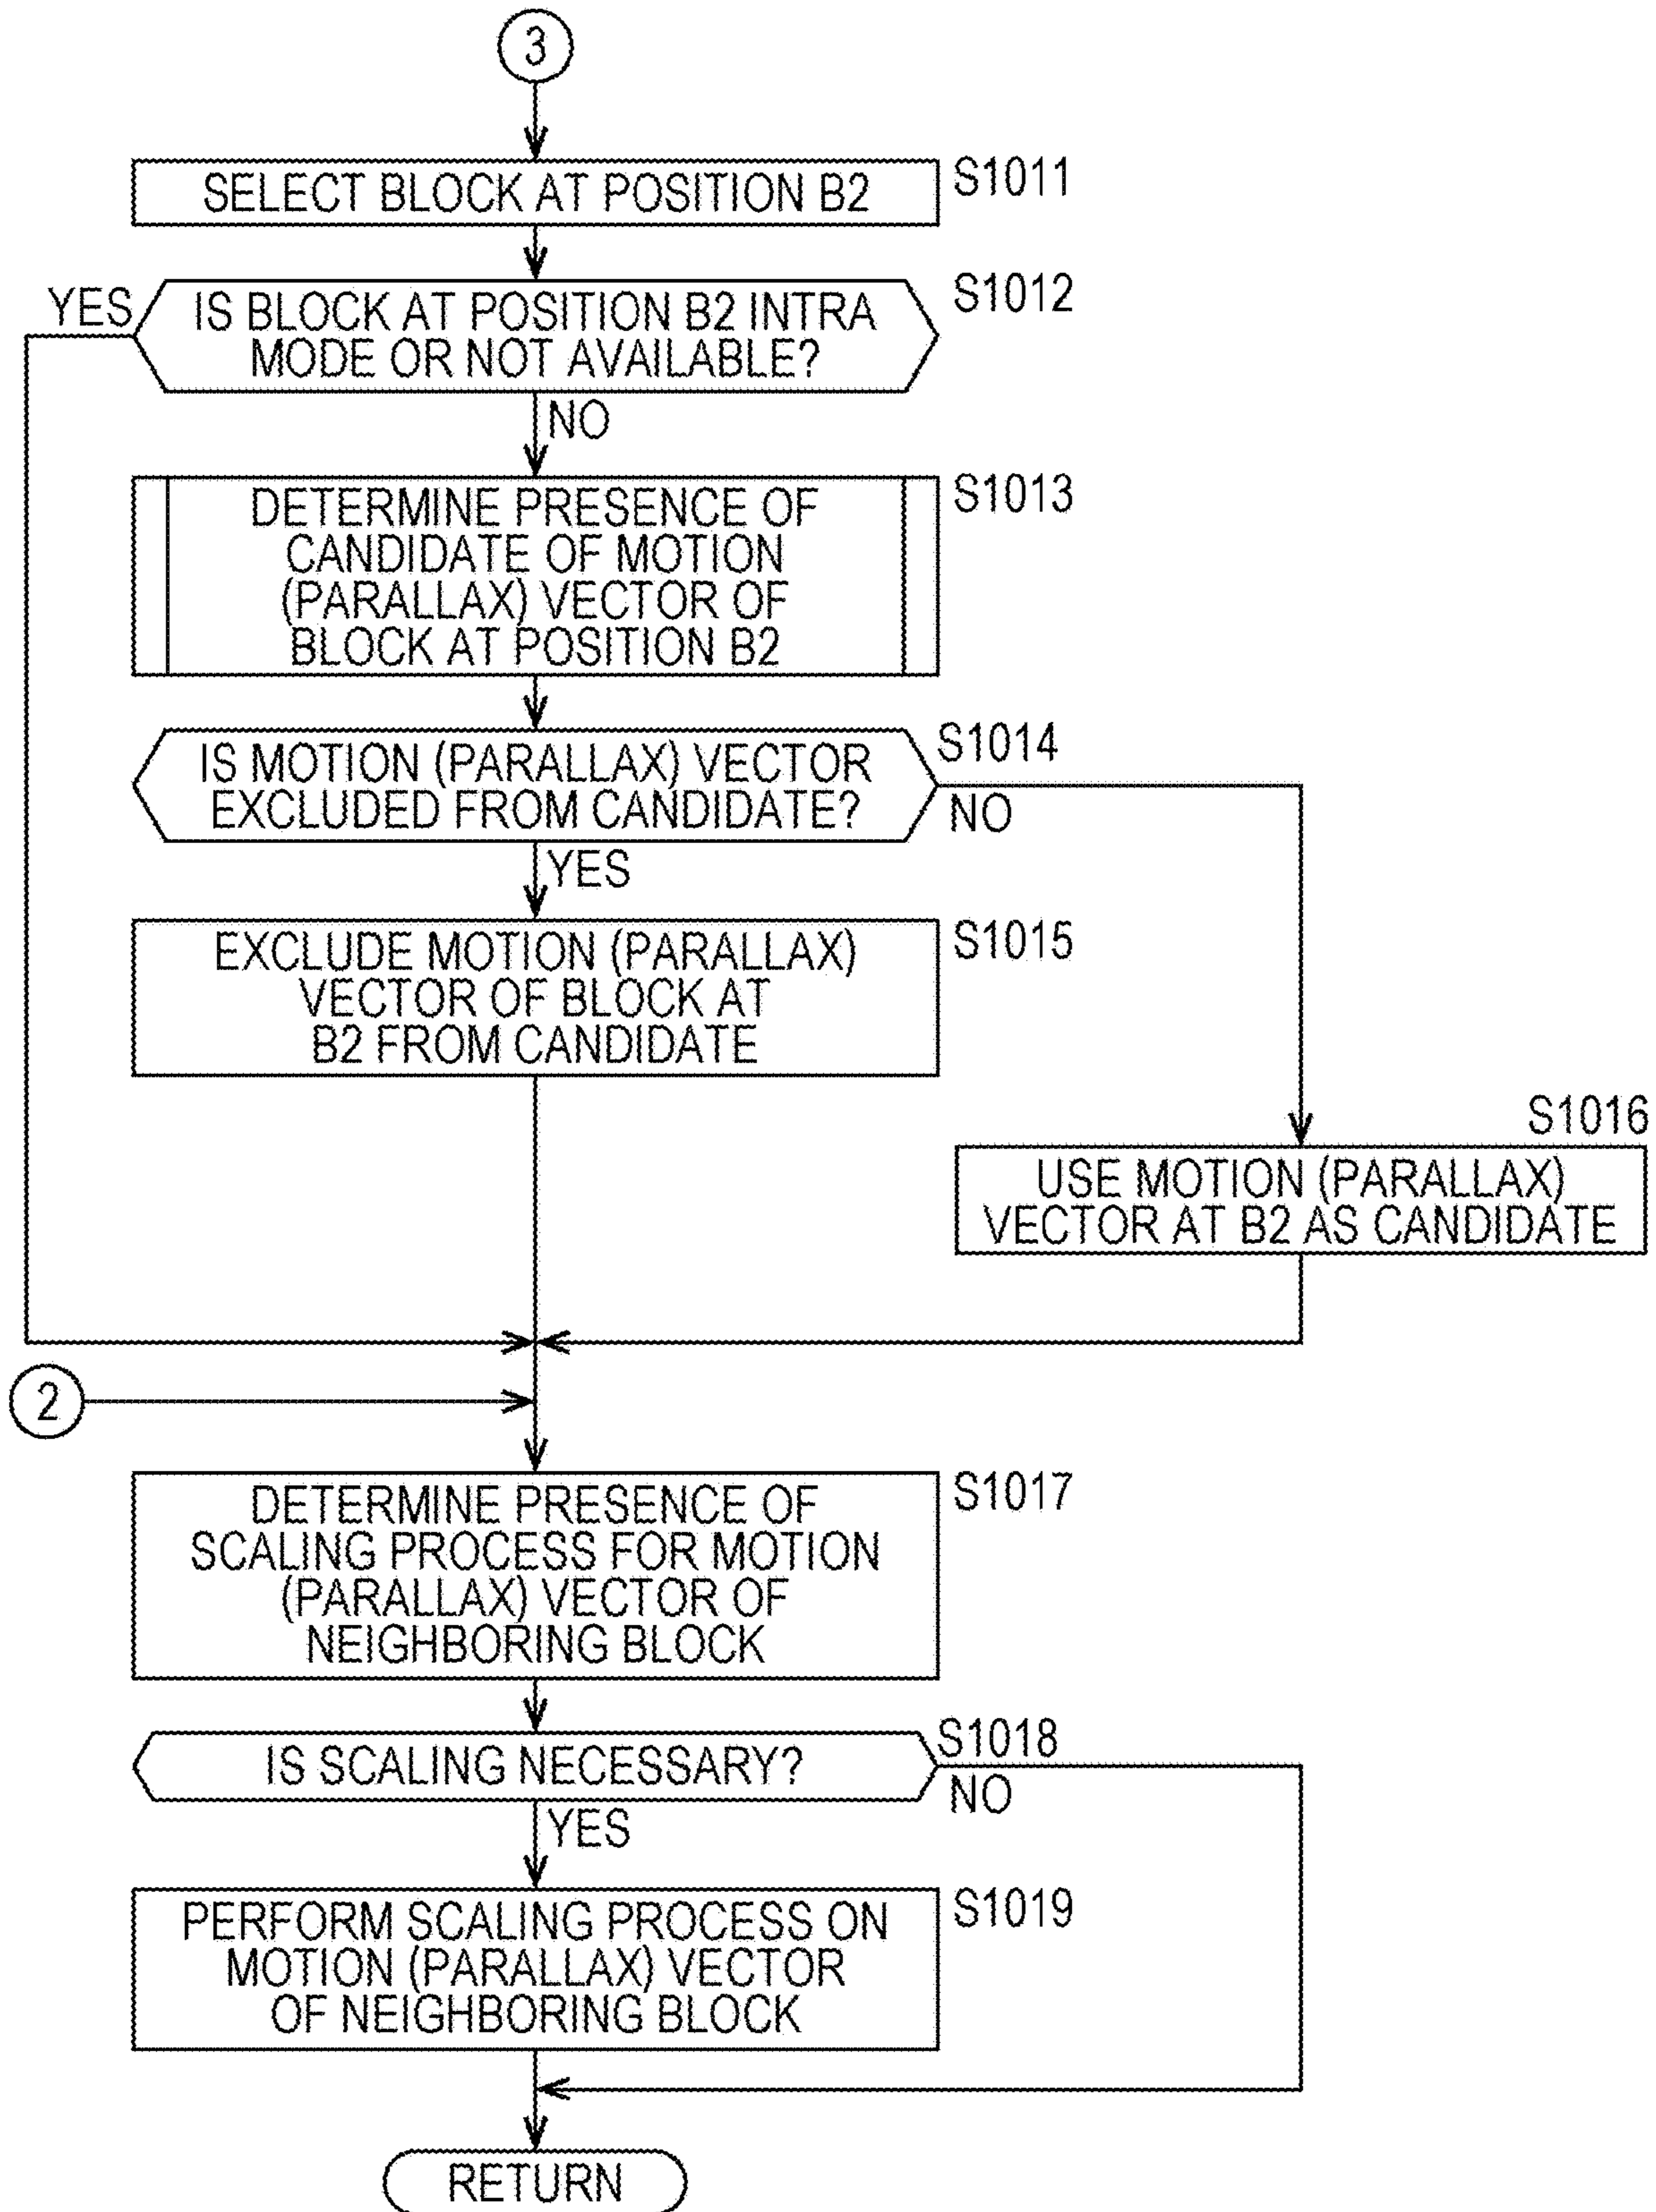 3
SELECT BLOCK AT POSITION B2
S1011
YES
IS BLOCK AT POSITION B2 INTRA
MODE OR NOT AVAILABLE?
S1012
NO
DETERMINE PRESENCE OF
CANDIDATE OF MOTION
(PARALLAX) VECTOR OF
BLOCK AT POSITION B2
S1013
IS MOTION (PARALLAX) VECTOR
EXCLUDED FROM CANDIDATE?
S1014
NO
YES
EXCLUDE MOTION (PARALLAX)
VECTOR OF BLOCK AT
B2 FROM CANDIDATE
S1015
S1016
USE MOTION (PARALLAX)
VECTOR AT B2 AS CANDIDATE
2
DETERMINE PRESENCE OF
SCALING PROCESS FOR MOTION
(PARALLAX) VECTOR OF
NEIGHBORING BLOCK
S1017
IS SCALING NECESSARY?
S1018
NO
YES
PERFORM SCALING PROCESS ON
MOTION (PARALLAX) VECTOR
OF NEIGHBORING BLOCK
S1019
RETURN